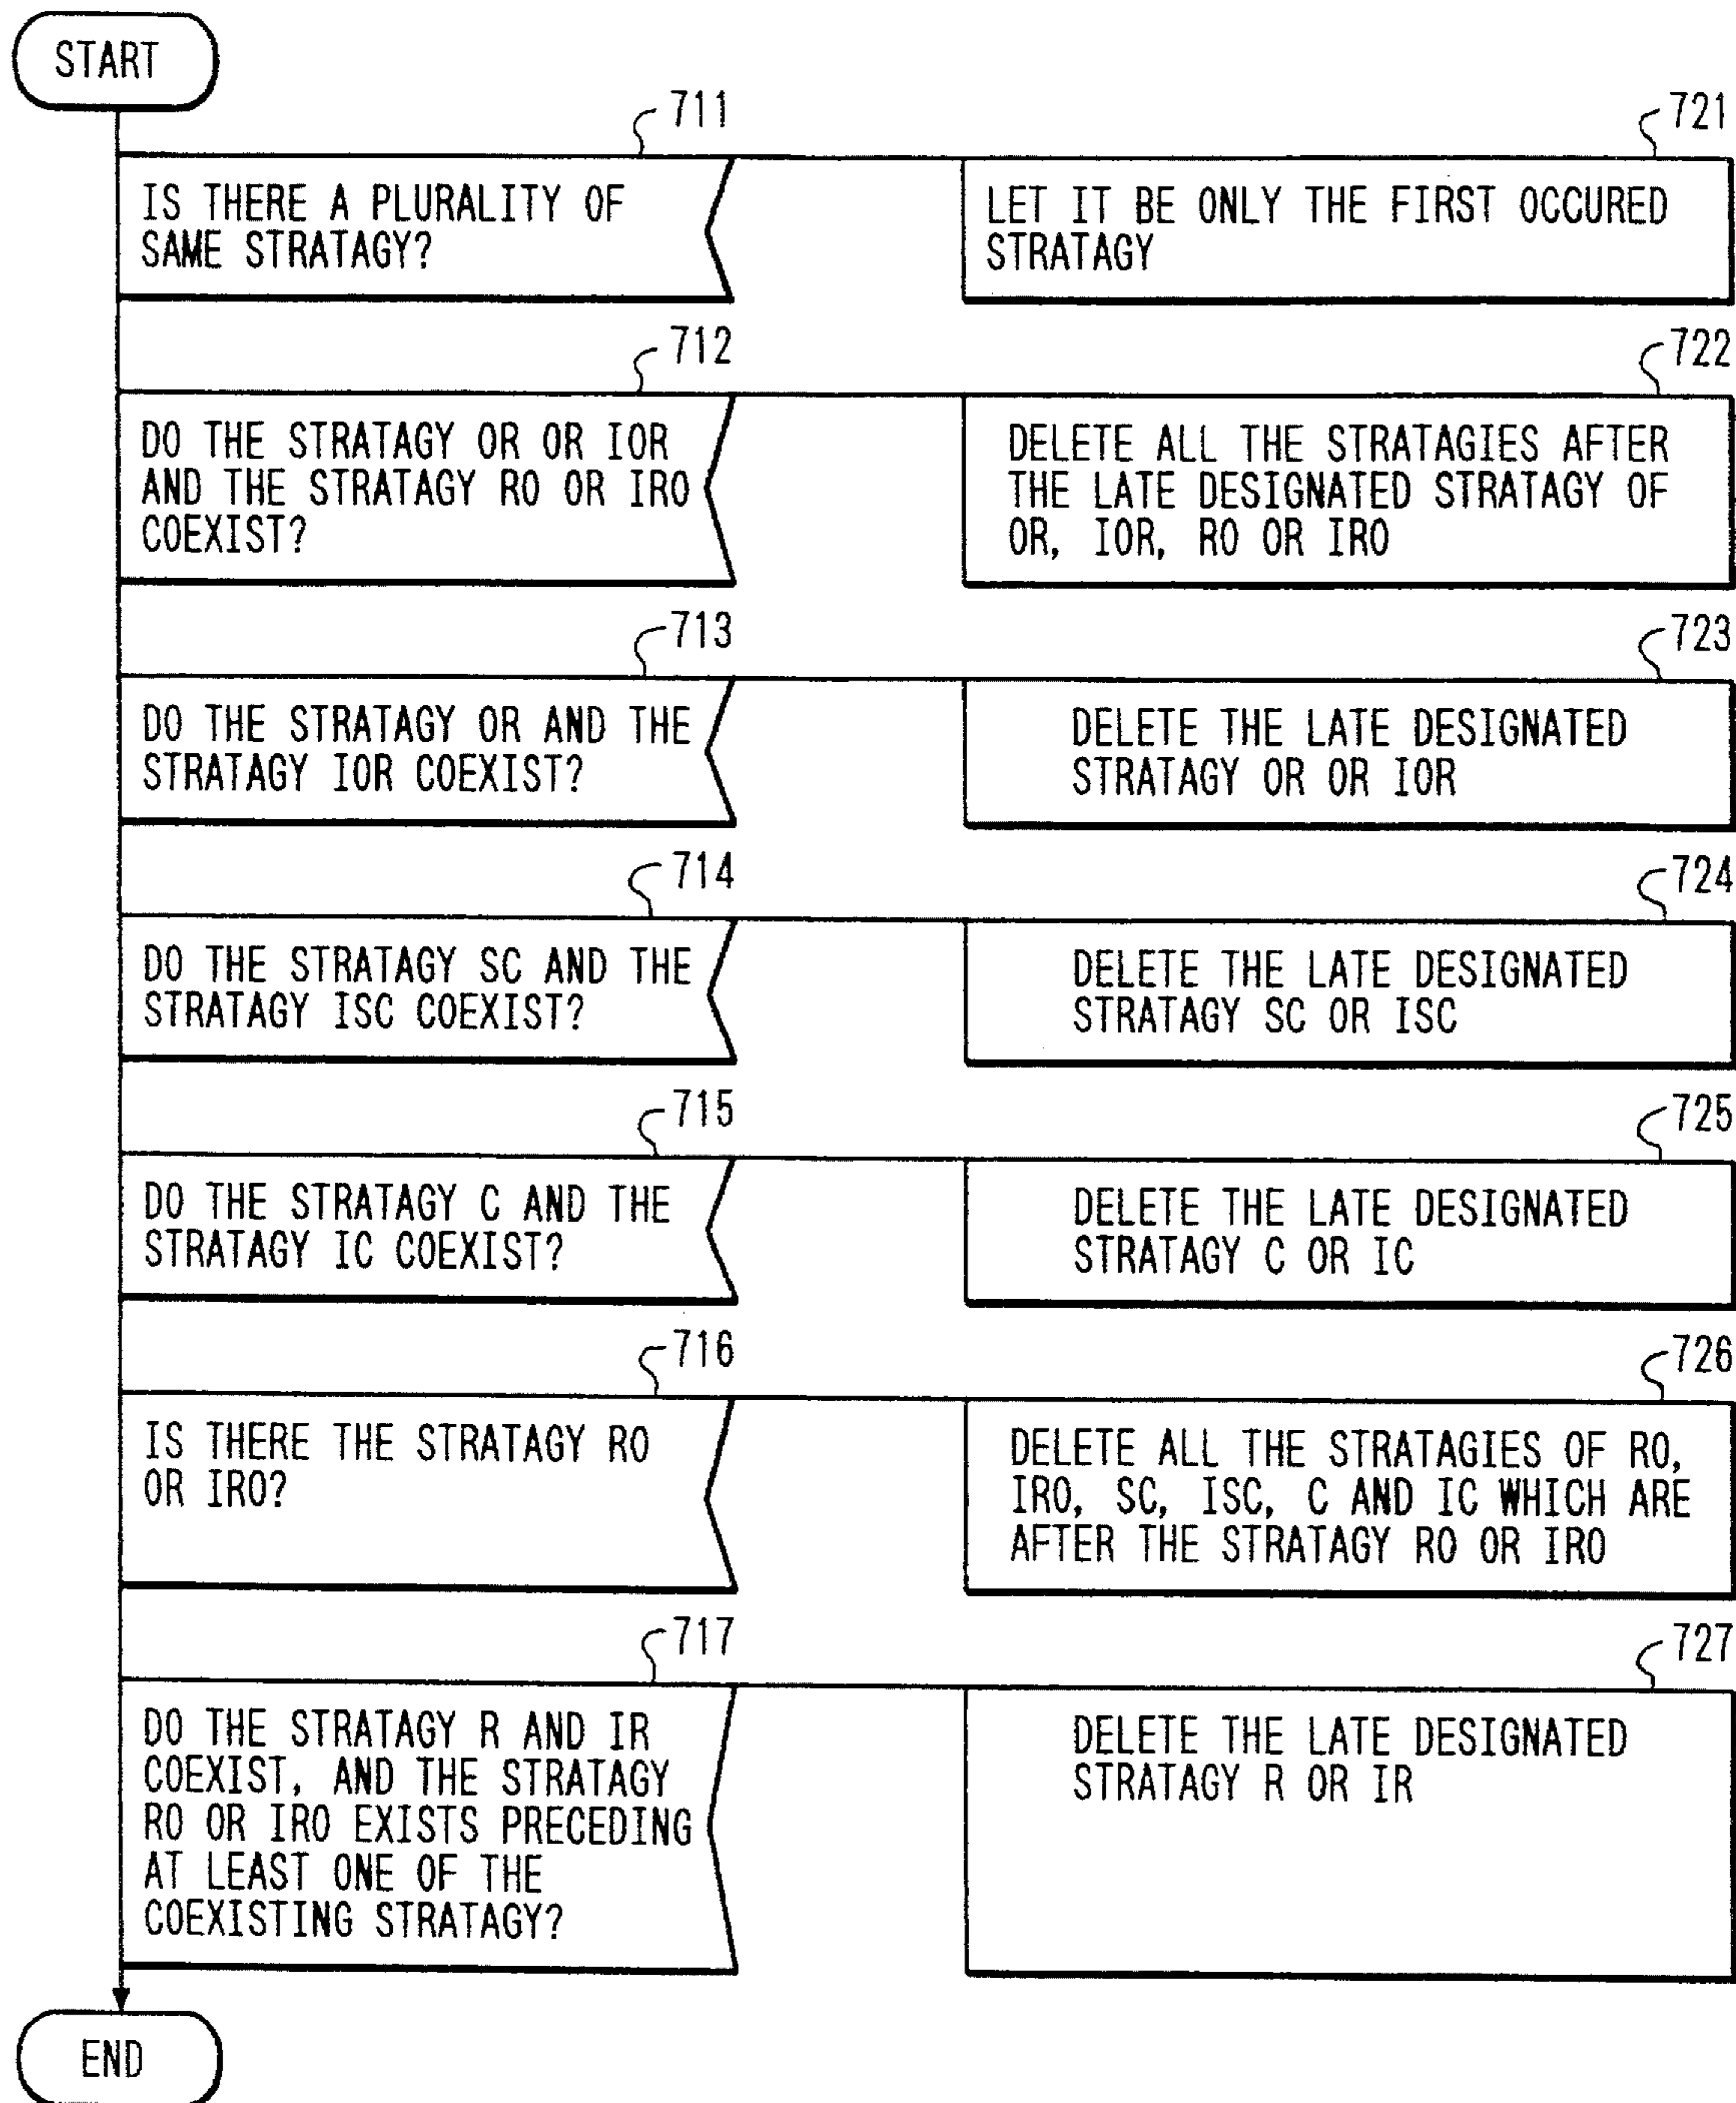 START
711
721
IS THERE A PLURALITY OF
SAME STRATAGY?
LET IT BE ONLY THE FIRST OCCURED
STRATAGY
712
722
DO THE STRATAGY OR OR IOR
AND THE STRATAGY RO OR IRO
COEXIST?
DELETE ALL THE STRATAGIES AFTER
THE LATE DESIGNATED STRATAGY OF
OR, IOR, RO OR IRO
713
723
DO THE STRATAGY OR AND THE
STRATAGY IOR COEXIST?
DELETE THE LATE DESIGNATED
STRATAGY OR OR IOR
714
724
DO THE STRATAGY SC AND THE
STRATAGY ISC COEXIST?
DELETE THE LATE DESIGNATED
STRATAGY SC OR ISC
715
725
DO THE STRATAGY C AND THE
STRATAGY IC COEXIST?
DELETE THE LATE DESIGNATED
STRATAGY C OR IC
716
726
IS THERE THE STRATAGY RO
OR IRO?
DELETE ALL THE STRATAGIES OF RO,
IRO, SC, ISC, C AND IC WHICH ARE
AFTER THE STRATAGY RO OR IRO
717
727
DO THE STRATAGY R AND IR
COEXIST, AND THE STRATAGY
RO OR IRO EXISTS PRECEDING
AT LEAST ONE OF THE
COEXISTING STRATAGY?
DELETE THE LATE DESIGNATED
STRATAGY R OR IR
END